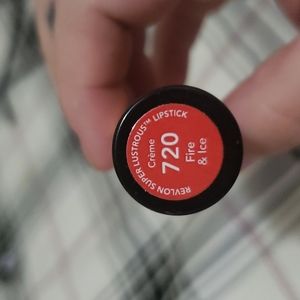 REVLON SUPER LUSTROUS™ LIPSTICK
Crème
720
Fire
& Ice